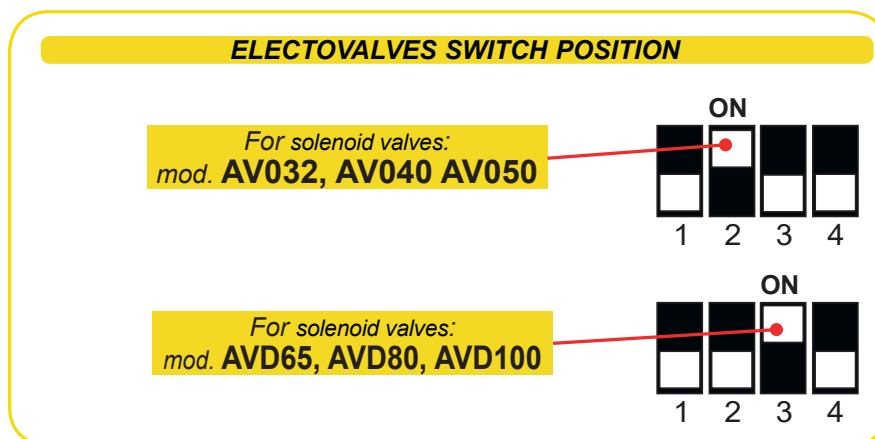 ELECTOVALVES SWITCH POSITION
ON
For solenoid valves:
mod. AV032, AV040 AV050
1 2 3 4
ON
For solenoid valves:
mod. AVD65, AVD80, AVD100
1 2 3 4